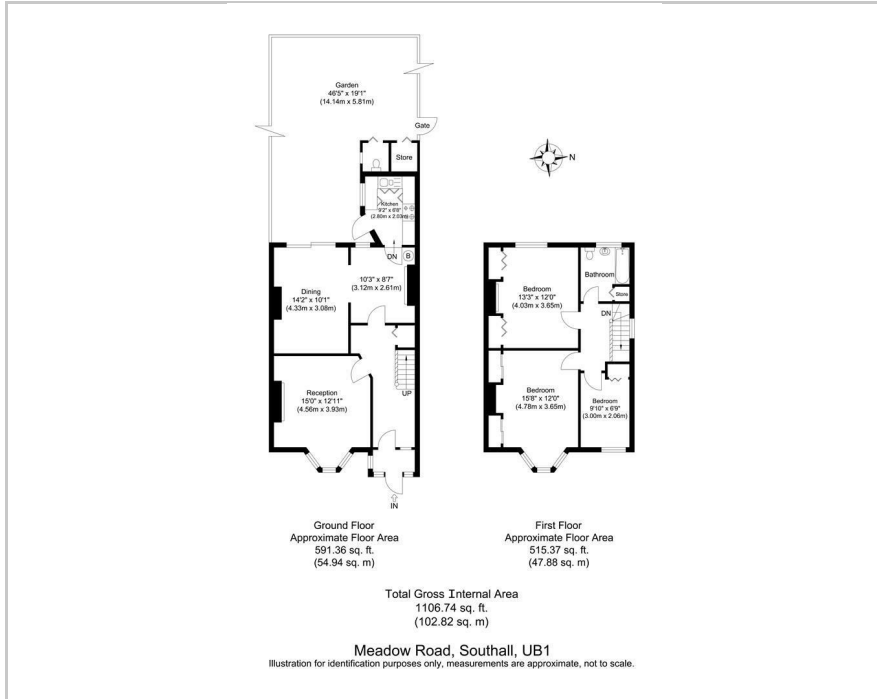 Garden
46'5" x 19'1"
(14.14m x 5.81m)
Gate
Store
N
Kitchen
9'2" x 6'8"
(2.80m x 2.03m)
DN
B
10'3" x 8'7"
(3.12m x 2.61m)
Dining
14'2" x 10'1"
(4.33m x 3.08m)
Reception
15'0" x 12'11"
(4.56m x 3.93m)
UP
IN
Bedroom
13'3" x 12'0"
(4.03m x 3.65m)
Bathroom
Store
DN
Bedroom
15'8" x 12'0"
(4.78m x 3.65m)
Bedroom
9'10" x 6'9"
(3.00m x 2.06m)
Ground Floor
Approximate Floor Area
591.36 sq. ft.
(54.94 sq. m)
First Floor
Approximate Floor Area
515.37 sq. ft.
(47.88 sq. m)
Total Gross Internal Area
1106.74 sq. ft.
(102.82 sq. m)
Meadow Road, Southall, UB1
Illustration for identification purposes only, measurements are approximate, not to scale.